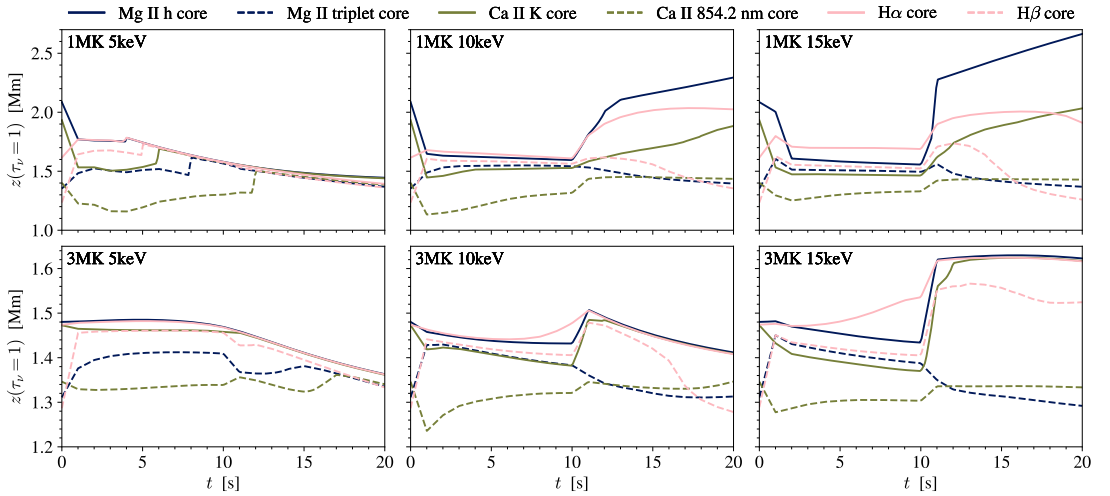 Mg II h core Mg II triplet core Ca II K core Ca II 854.2 nm core Hα core Hβ core
1MK 5keV 1MK 10keV 1MK 15keV
z(τν = 1) [Mm]
2.5
2.0
1.5
1.0
3MK 5keV 3MK 10keV 3MK 15keV
z(τν = 1) [Mm]
1.6
1.5
1.4
1.3
1.2
0 5 10 15 20 0 5 10 15 20 0 5 10 15 20
t [s] t [s] t [s]